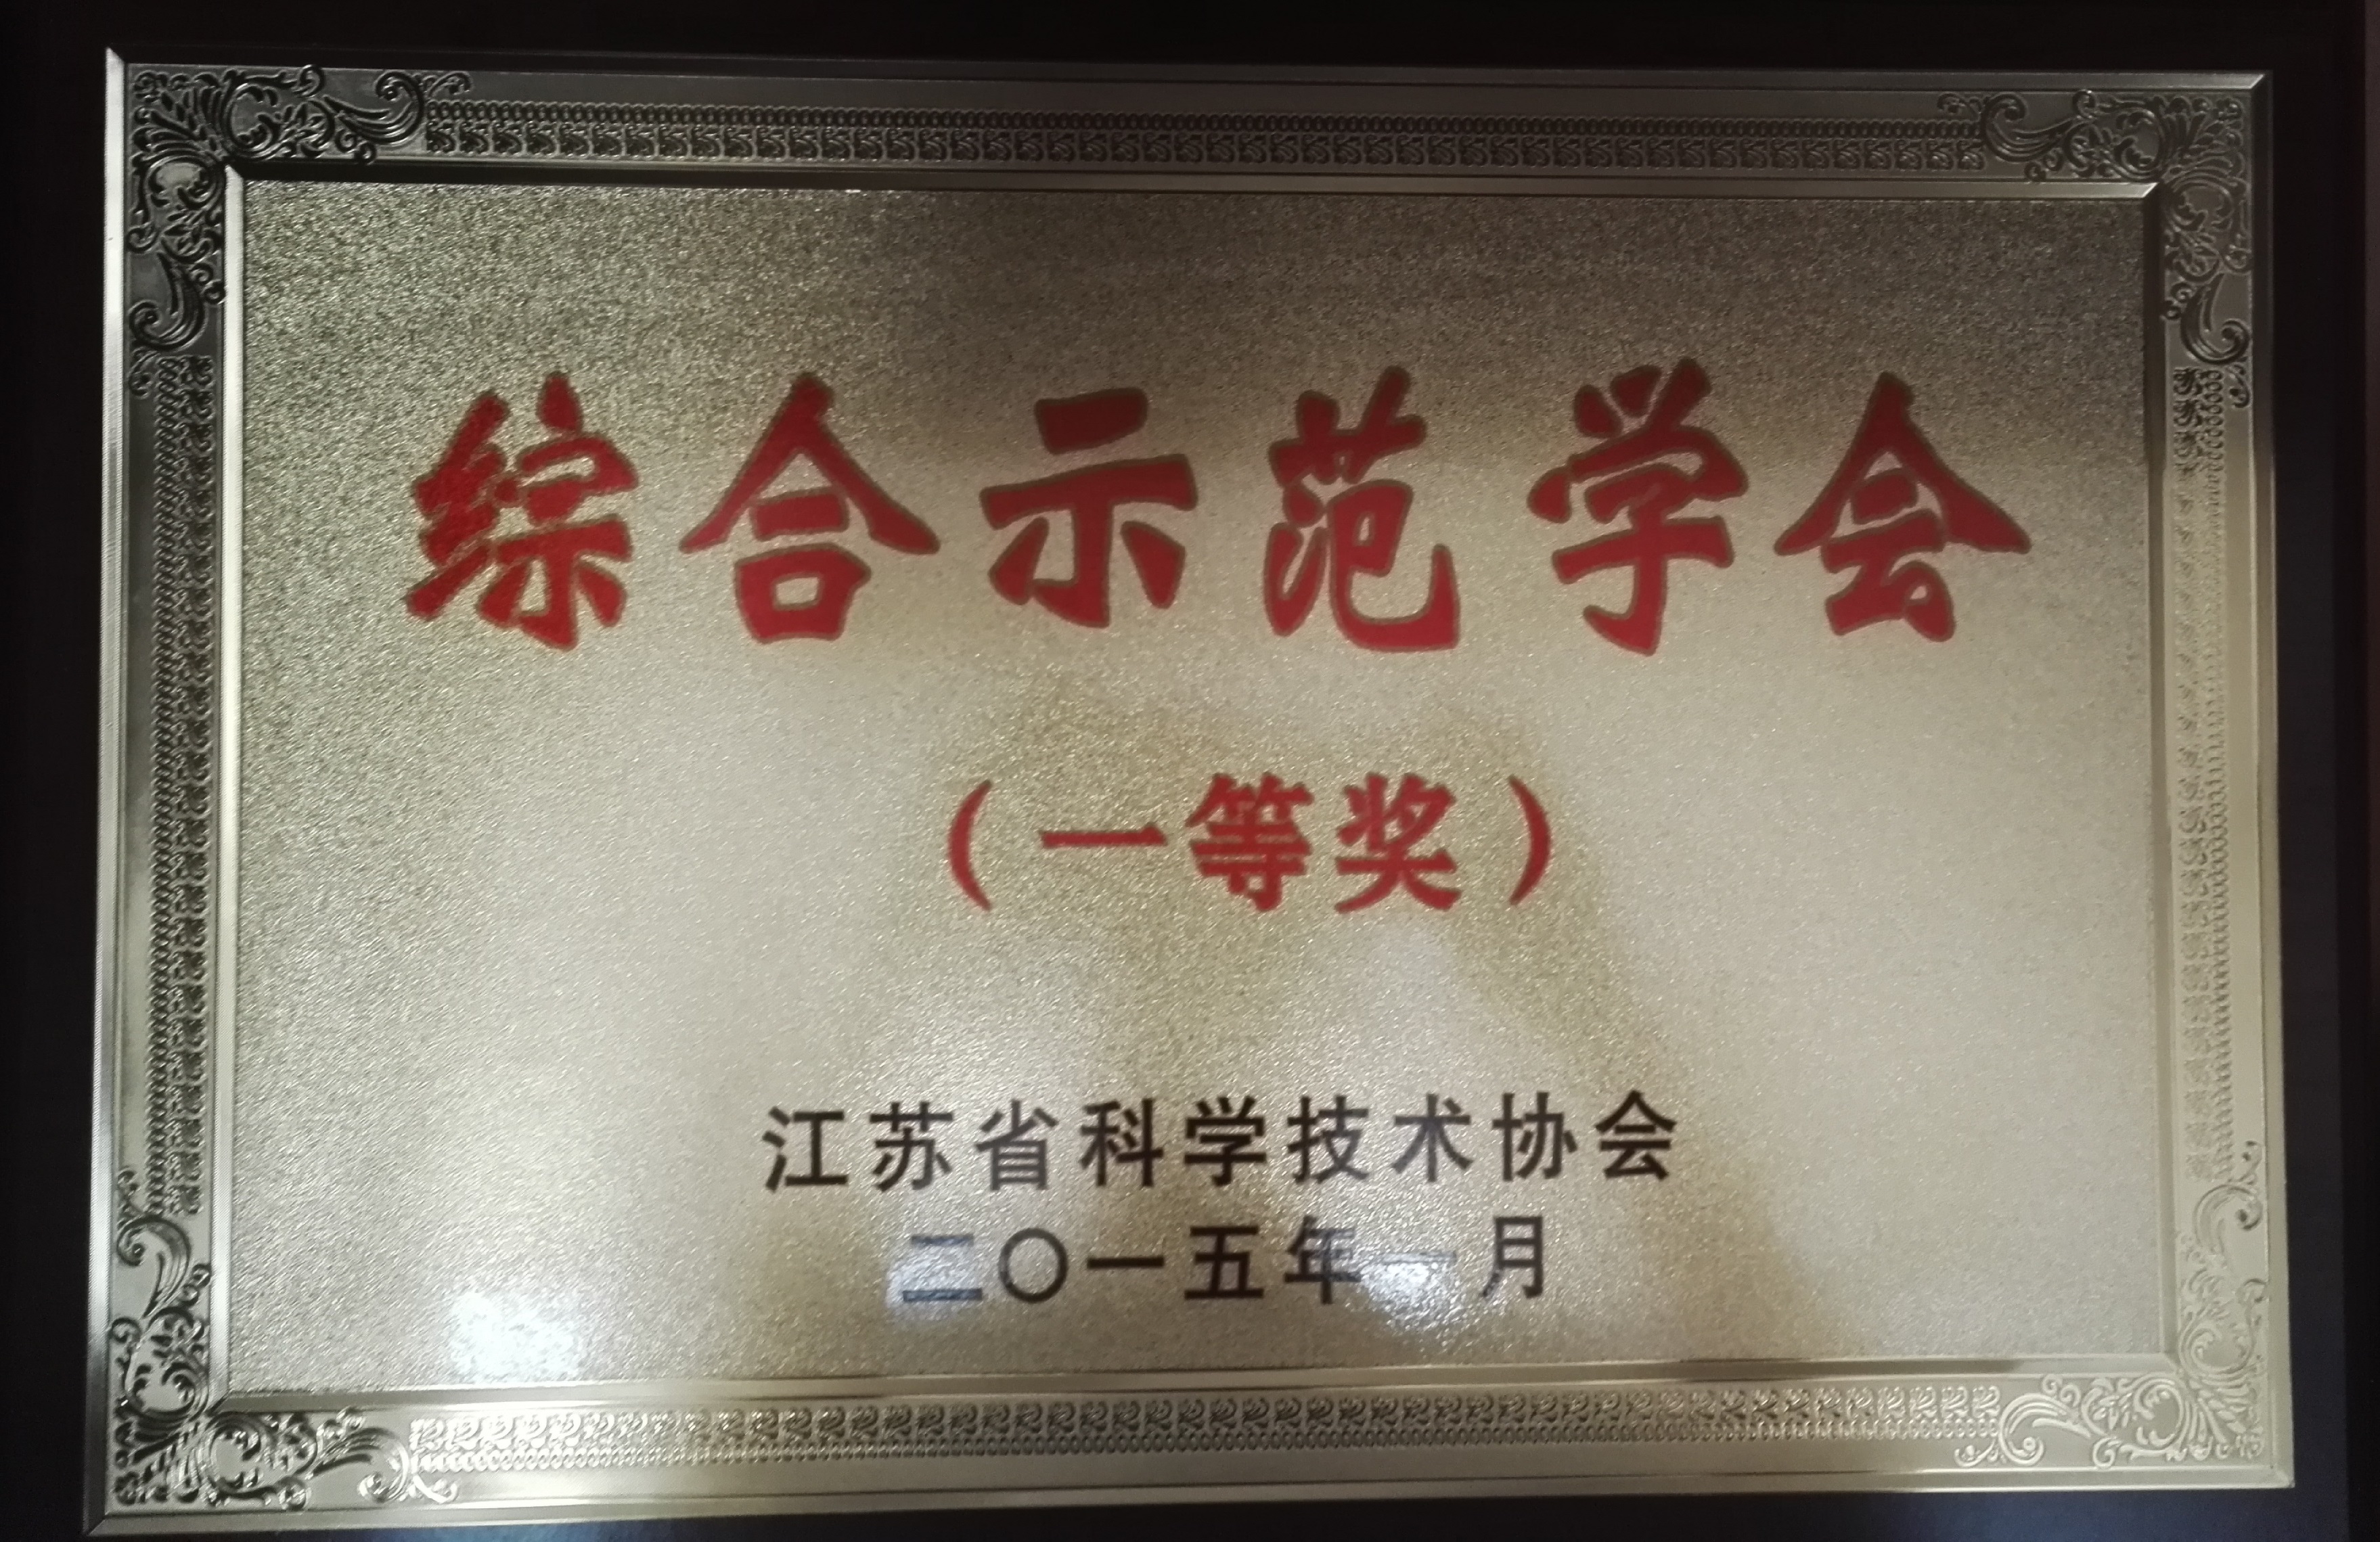 综合示范学会
（一等奖）
江苏省科学技术协会
二〇一五年一月